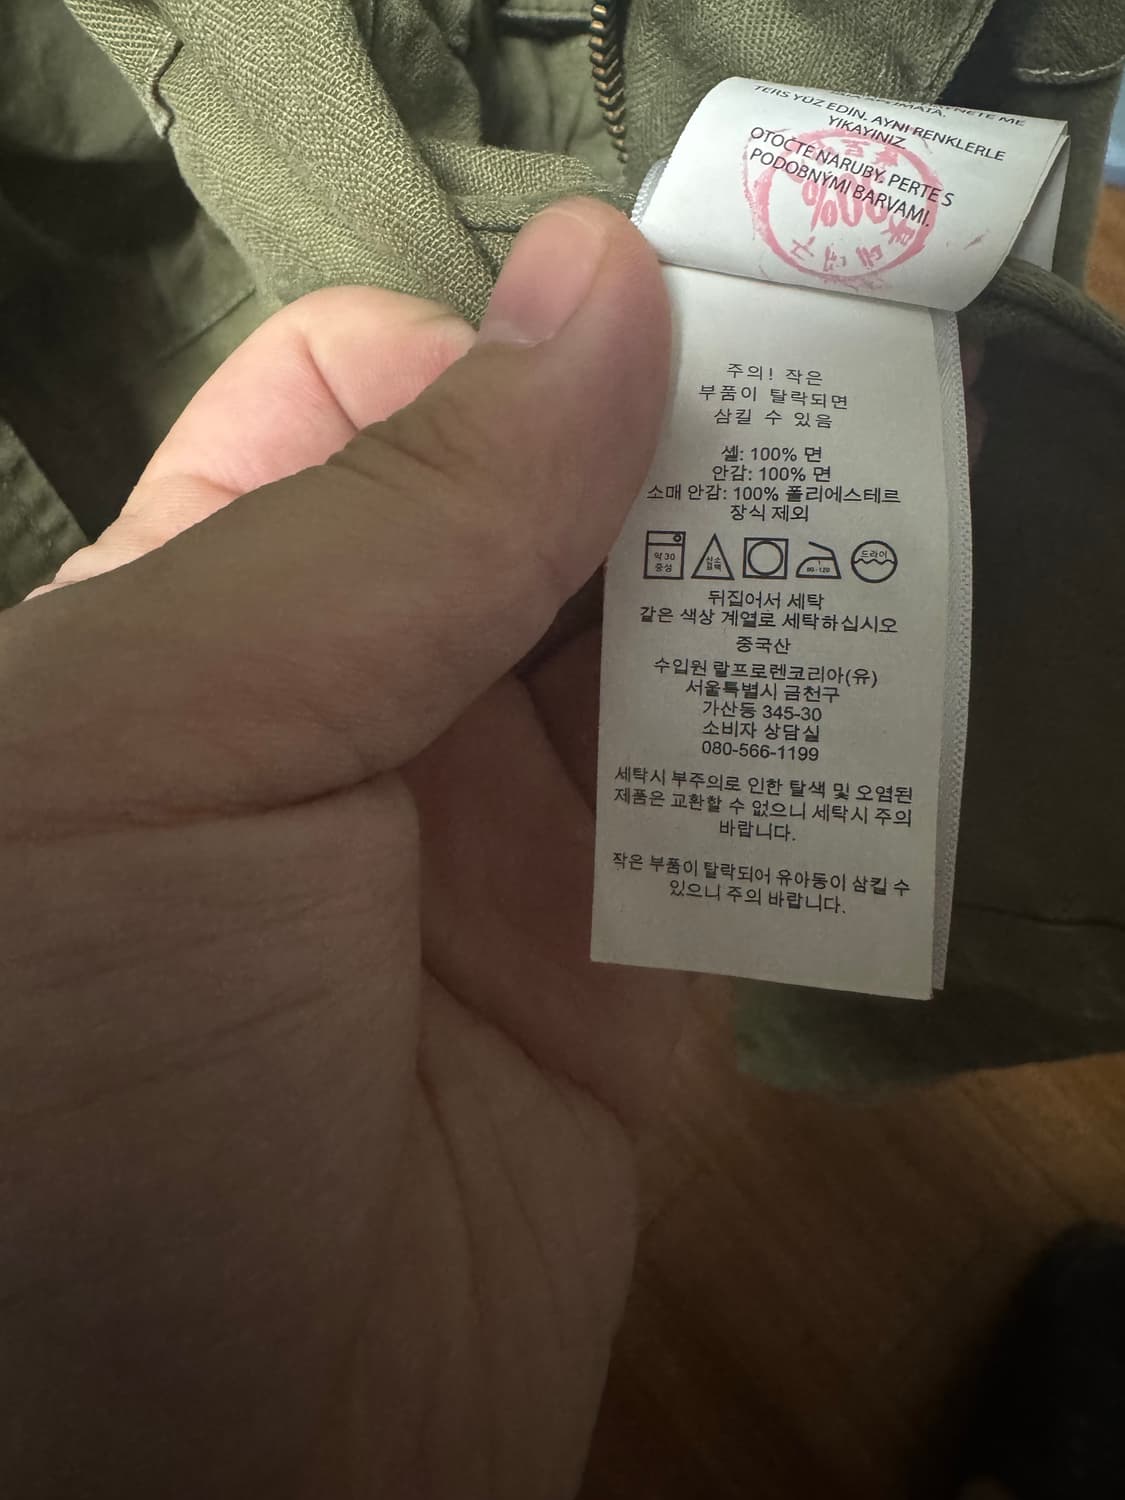 TERS YÜZ EDİN. AYNI RENKLERLE
YIKAYINIZ.
OTOČTE NARUBY. PERTE S
PODOBNÝMI BARVAMI.
주의! 작은
부품이 탈락되면
삼킬 수 있음
셸: 100% 면
안감: 100% 면
소매 안감: 100% 폴리에스테르
장식 제외
약 30
중성
80-120
드라이
뒤집어서 세탁
같은 색상 계열로 세탁하십시오
중국산
수입원 랄프로렌코리아(유)
서울특별시 금천구
가산동 345-30
소비자 상담실
080-566-1199
세탁시 부주의로 인한 탈색 및 오염된
제품은 교환할 수 없으니 세탁시 주의
바랍니다.
작은 부품이 탈락되어 유아동이 삼킬 수
있으니 주의 바랍니다.